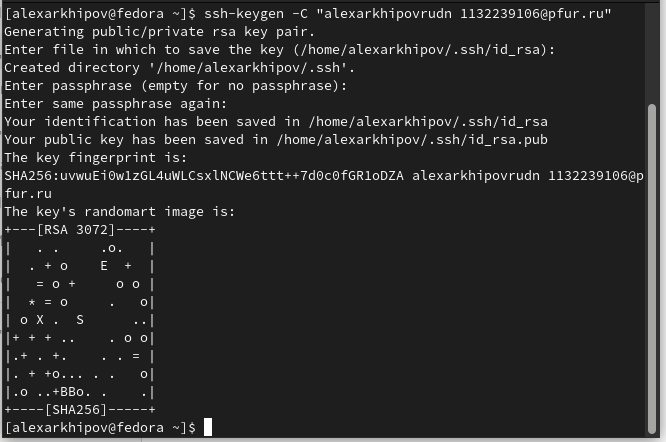 [alexarkhipov@fedora ~]$ ssh-keygen -C "alexarkhipovrudn 1132239106@pfur.ru"
Generating public/private rsa key pair.
Enter file in which to save the key (/home/alexarkhipov/.ssh/id_rsa):
Created directory '/home/alexarkhipov/.ssh'.
Enter passphrase (empty for no passphrase):
Enter same passphrase again:
Your identification has been saved in /home/alexarkhipov/.ssh/id_rsa
Your public key has been saved in /home/alexarkhipov/.ssh/id_rsa.pub
The key fingerprint is:
SHA256:uvwuEi0w1zGL4uWLCsxlNCWe6ttt++7d0c0fGR1oDZA alexarkhipovrudn 1132239106@p
fur.ru
The key's randomart image is:
+---[RSA 3072]----+
|   . .     .o.   |
|  . + o    E  +  |
|   = o +     o o |
|  * = o     .   o|
| o X .  S      ..|
|+ + + ..    . o o|
|.+ . +.    . . = |
|. + +o... . .   o|
|.o ..+BBo. .    .|
+----[SHA256]-----+
[alexarkhipov@fedora ~]$